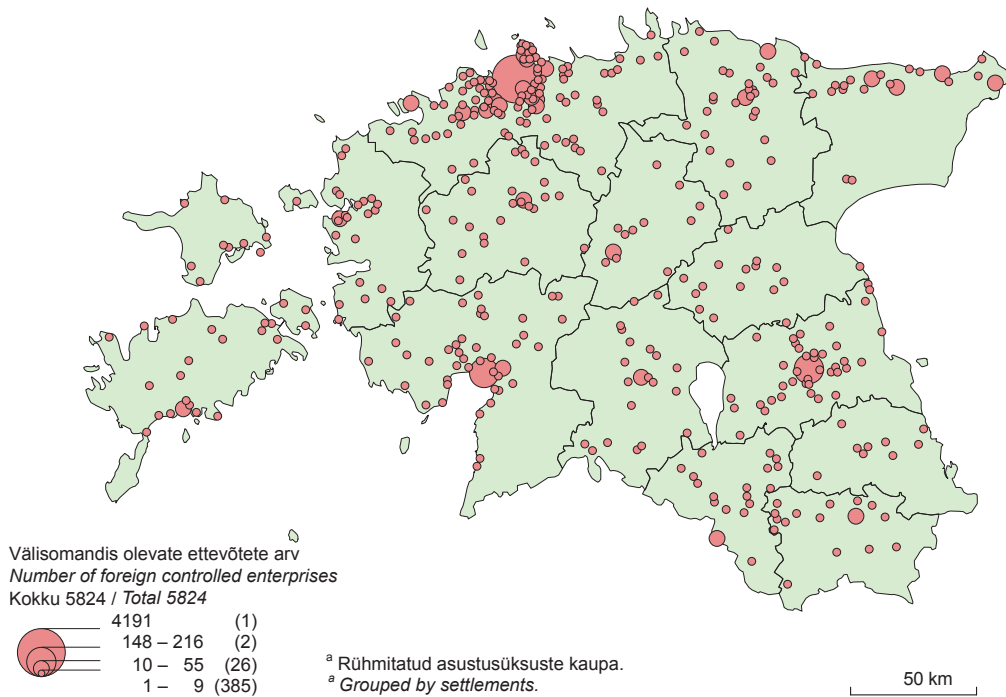 Välisomandis olevate ettevõtete arv
Number of foreign controlled enterprises
Kokku 5824 / Total 5824
4191 (1)
148 – 216 (2)
10 – 55 (26)
1 – 9 (385)
a Rühmitatud asustusüksuste kaupa.
a Grouped by settlements.
50 km